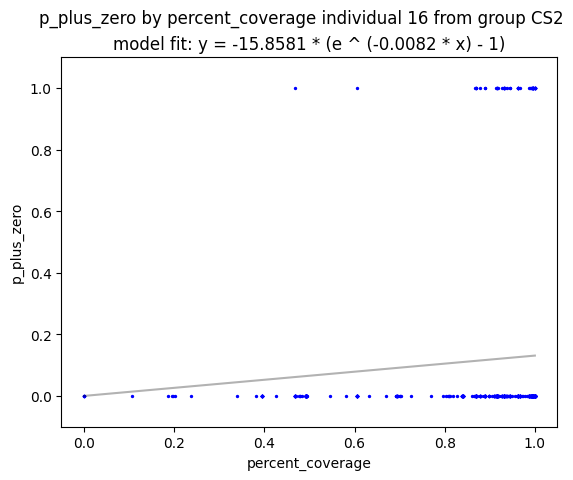 p_plus_zero by percent_coverage individual 16 from group CS2
model fit: y = -15.8581 * (e ^ (-0.0082 * x) - 1)
1.0
0.8
0.6
0.4
0.2
0.0
p_plus_zero
0.0 0.2 0.4 0.6 0.8 1.0
percent_coverage